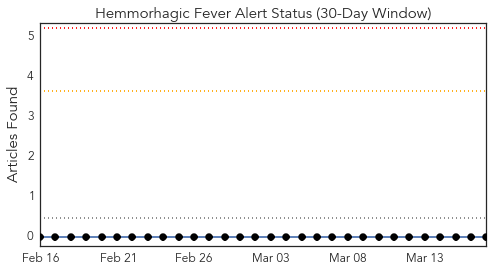 Hemmorhagic Fever Alert Status (30-Day Window)
Articles Found
5
4
3
2
1
0
Feb 16 Feb 21 Feb 26 Mar 03 Mar 08 Mar 13